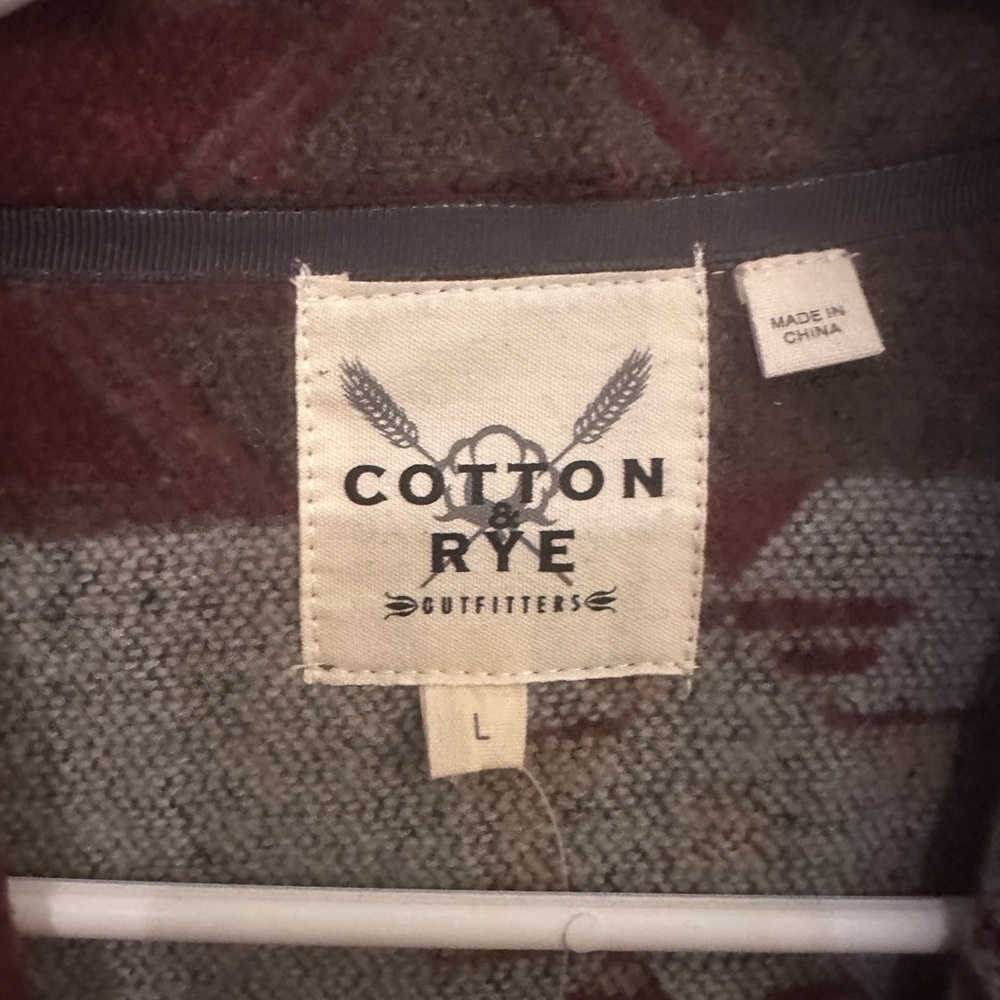 COTTON
&
RYE
OUTFITTERS
L
MADE IN
CHINA